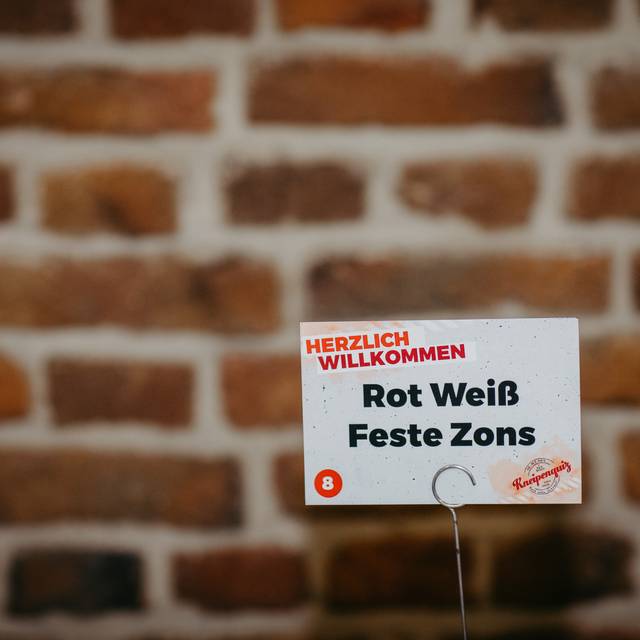 HERZLICH
WILLKOMMEN
Rot Weiß
Feste Zons
8
Kneipenquiz